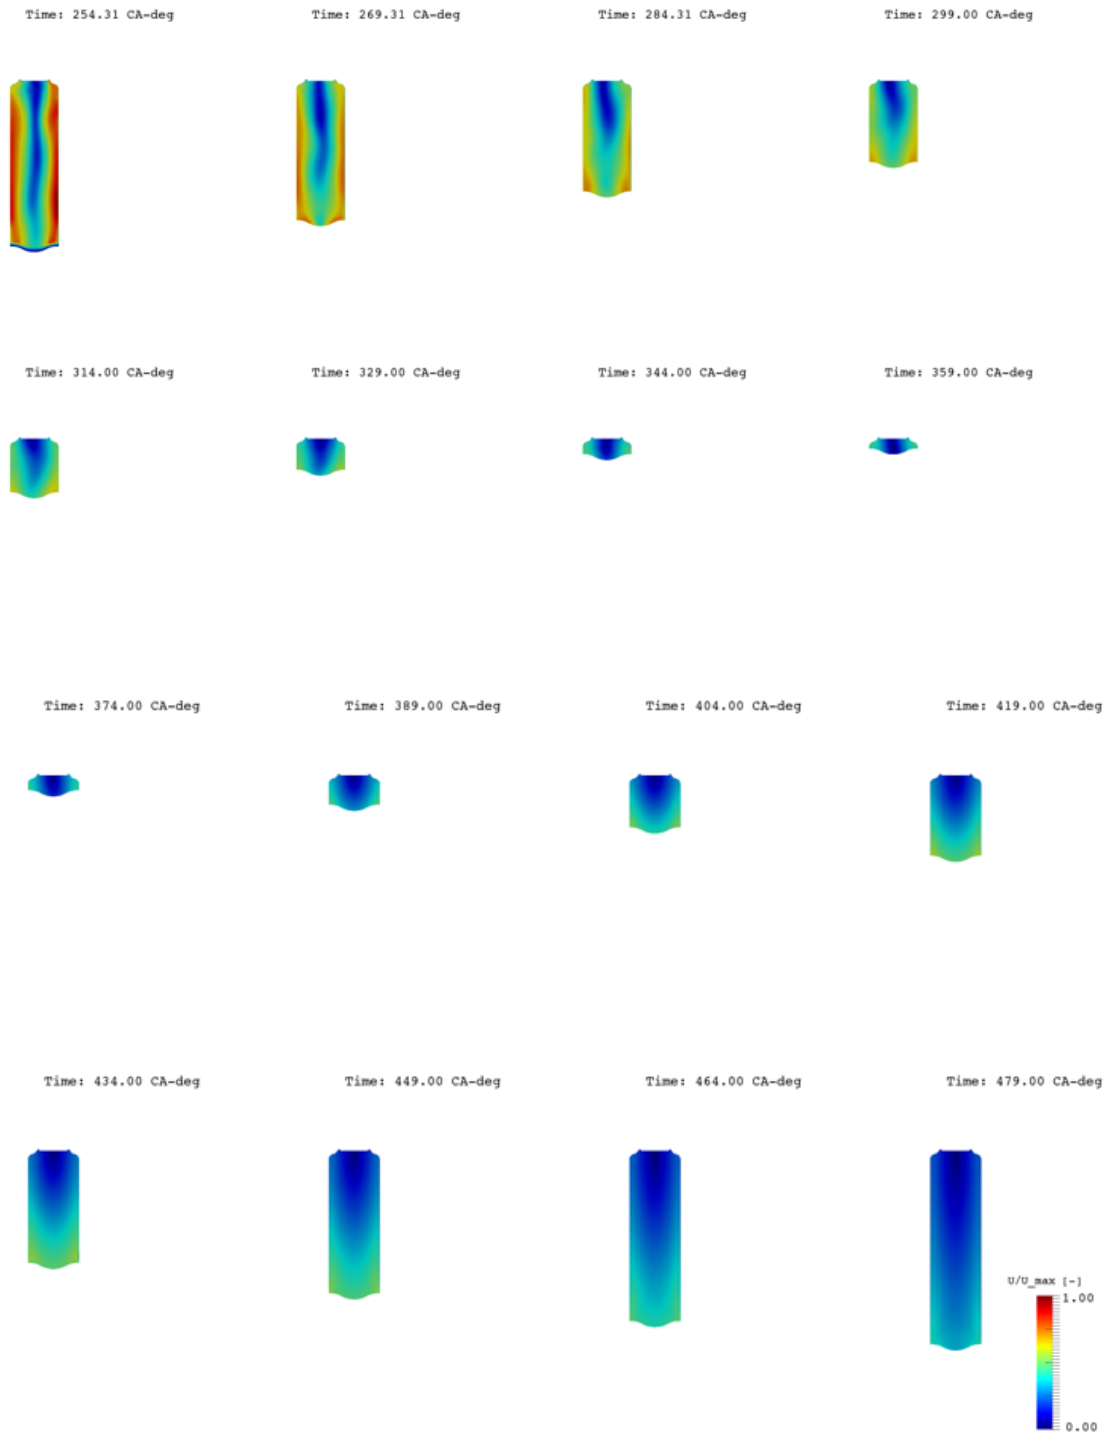 Time: 254.31 CA-deg
Time: 269.31 CA-deg
Time: 284.31 CA-deg
Time: 299.00 CA-deg
Time: 314.00 CA-deg
Time: 329.00 CA-deg
Time: 344.00 CA-deg
Time: 359.00 CA-deg
Time: 374.00 CA-deg
Time: 389.00 CA-deg
Time: 404.00 CA-deg
Time: 419.00 CA-deg
Time: 434.00 CA-deg
Time: 449.00 CA-deg
Time: 464.00 CA-deg
Time: 479.00 CA-deg
U/U_max [-]
1.00
0.00